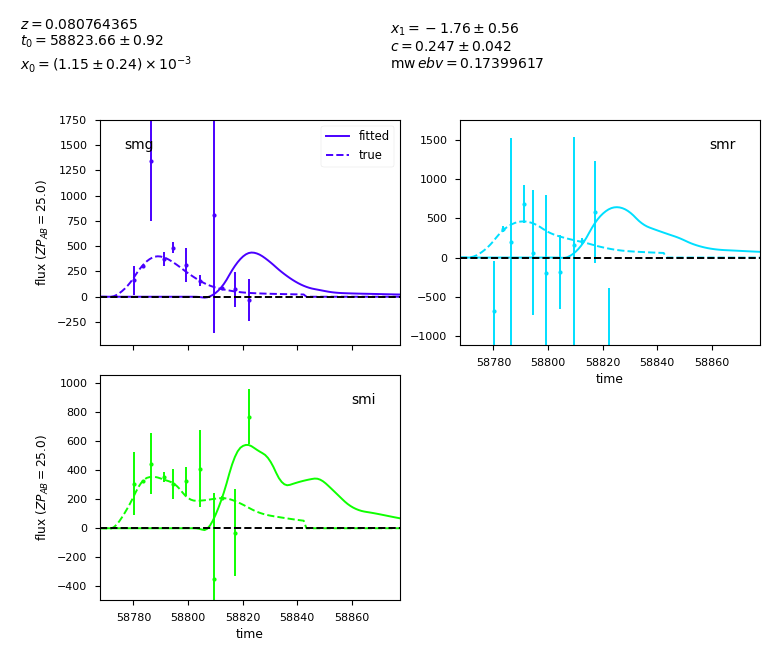 z = 0.080764365
t₀ = 58823.66 ± 0.92
x₀ = (1.15 ± 0.24) × 10⁻³
x₁ = −1.76 ± 0.56
c = 0.247 ± 0.042
mw ebv = 0.17399617
1750
1500
1250
1000
750
500
250
0
−250
flux (ZP_AB = 25.0)
smg
fitted
true
1500
1000
500
0
−500
−1000
smr
58780 58800 58820 58840 58860
time
1000
800
600
400
200
0
−200
−400
flux (ZP_AB = 25.0)
smi
58780 58800 58820 58840 58860
time